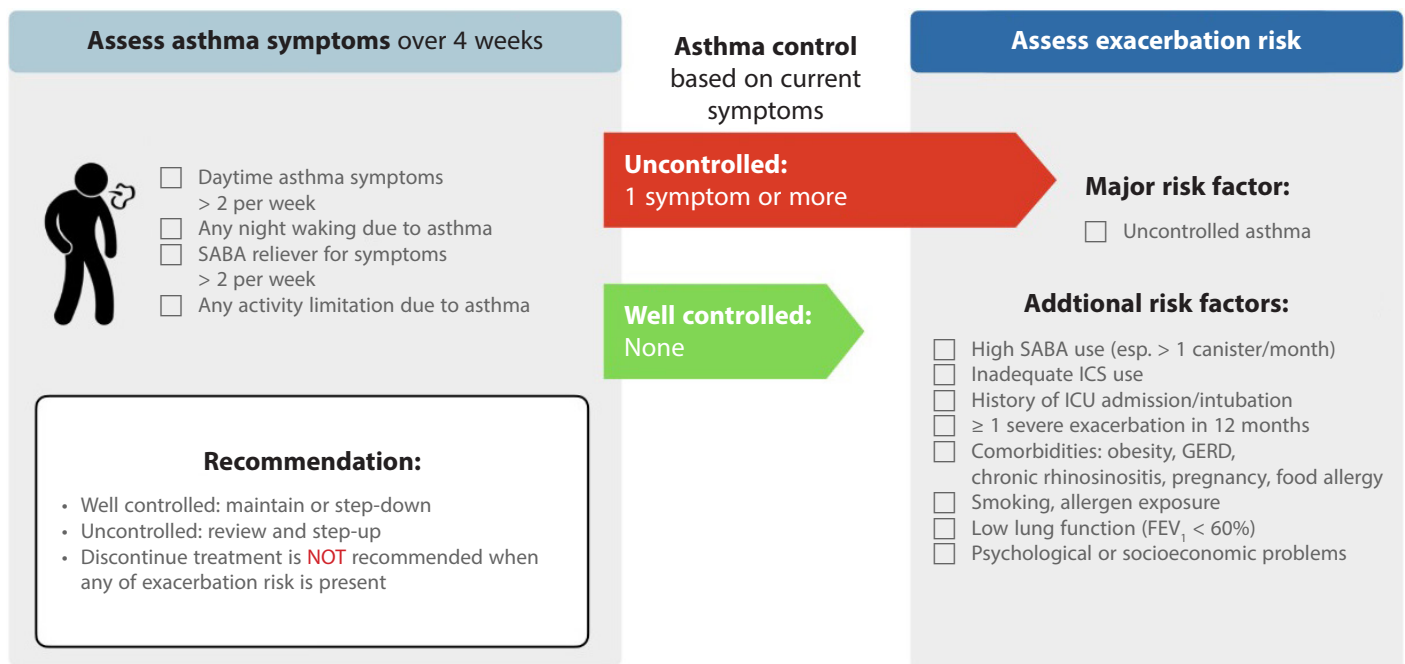 Assess asthma symptoms over 4 weeks
Daytime asthma symptoms
> 2 per week
Any night waking due to asthma
SABA reliever for symptoms
> 2 per week
Any activity limitation due to asthma
Recommendation:
• Well controlled: maintain or step-down
• Uncontrolled: review and step-up
• Discontinue treatment is NOT recommended when
any of exacerbation risk is present
Asthma control
based on current
symptoms
Uncontrolled:
1 symptom or more
Well controlled:
None
Assess exacerbation risk
Major risk factor:
Uncontrolled asthma
Addtional risk factors:
High SABA use (esp. > 1 canister/month)
Inadequate ICS use
History of ICU admission/intubation
≥ 1 severe exacerbation in 12 months
Comorbidities: obesity, GERD,
chronic rhinosinositis, pregnancy, food allergy
Smoking, allergen exposure
Low lung function (FEV₁ < 60%)
Psychological or socioeconomic problems